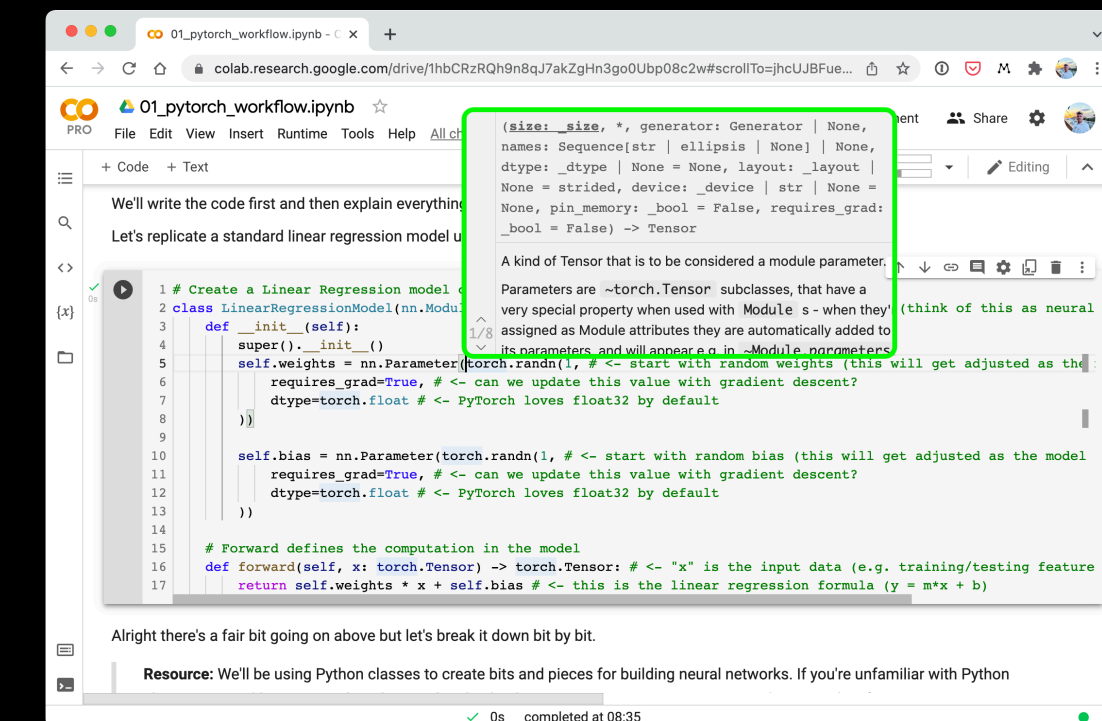 01_pytorch_workflow.ipynb - C
colab.research.google.com/drive/1hbCRzRQh9n8qJ7akZgHn3go0Ubp08c2w#scrollTo=jhcUJBFue...
PRO
01_pytorch_workflow.ipynb
File Edit View Insert Runtime Tools Help All ch
ent
Share
+ Code + Text
Editing
(size: _size, *, generator: Generator | None,
names: Sequence[str | ellipsis | None] | None,
dtype: _dtype | None = None, layout: _layout |
None = strided, device: _device | str | None =
None, pin_memory: _bool = False, requires_grad:
_bool = False) -> Tensor
A kind of Tensor that is to be considered a module parameter.
Parameters are ~torch.Tensor subclasses, that have a
very special property when used with Module s - when they'
assigned as Module attributes they are automatically added to
its parameters, and will appear e.g. in ~Module.parameters
1/8
We'll write the code first and then explain everything
Let's replicate a standard linear regression model u
0s
1 # Create a Linear Regression model c
2 class LinearRegressionModel(nn.Modul (think of this as neural
3 def __init__(self):
4 super().__init__()
5 self.weights = nn.Parameter(torch.randn(1, # <- start with random weights (this will get adjusted as the
6 requires_grad=True, # <- can we update this value with gradient descent?
7 dtype=torch.float # <- PyTorch loves float32 by default
8 ))
9
10 self.bias = nn.Parameter(torch.randn(1, # <- start with random bias (this will get adjusted as the model
11 requires_grad=True, # <- can we update this value with gradient descent?
12 dtype=torch.float # <- PyTorch loves float32 by default
13 ))
14
15 # Forward defines the computation in the model
16 def forward(self, x: torch.Tensor) -> torch.Tensor: # <- "x" is the input data (e.g. training/testing feature
17 return self.weights * x + self.bias # <- this is the linear regression formula (y = m*x + b)
Alright there's a fair bit going on above but let's break it down bit by bit.
Resource: We'll be using Python classes to create bits and pieces for building neural networks. If you're unfamiliar with Python
0s completed at 08:35